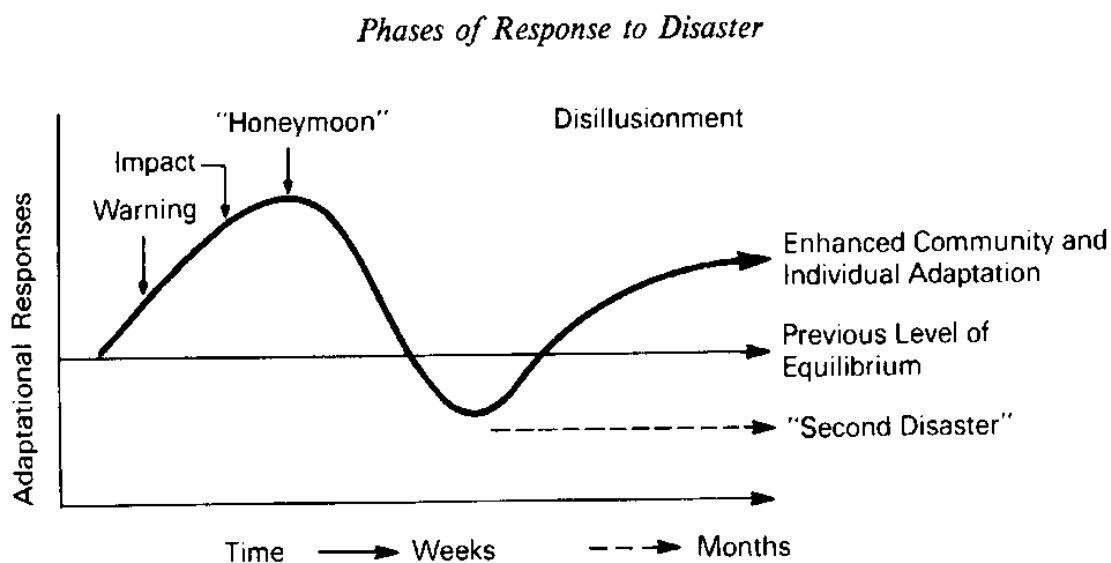 Phases of Response to Disaster
"Honeymoon"
Disillusionment
Impact
Warning
Enhanced Community and
Individual Adaptation
Previous Level of
Equilibrium
"Second Disaster"
Adaptational Responses
Time
Weeks
Months